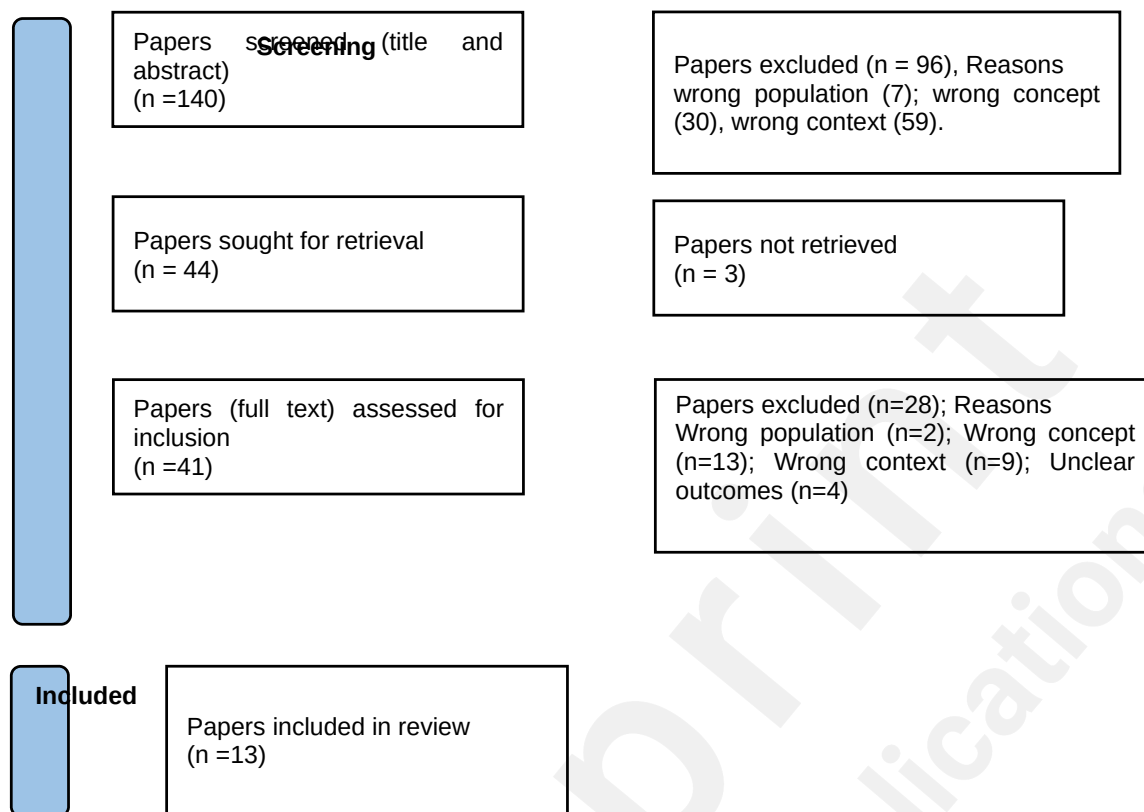 Screening
Papers screened (title and
abstract)
(n =140)
Papers excluded (n = 96), Reasons
wrong population (7); wrong concept
(30), wrong context (59).
Papers sought for retrieval
(n = 44)
Papers not retrieved
(n = 3)
Papers (full text) assessed for
inclusion
(n =41)
Papers excluded (n=28); Reasons
Wrong population (n=2); Wrong concept
(n=13); Wrong context (n=9); Unclear
outcomes (n=4)
Included
Papers included in review
(n =13)
print
lication